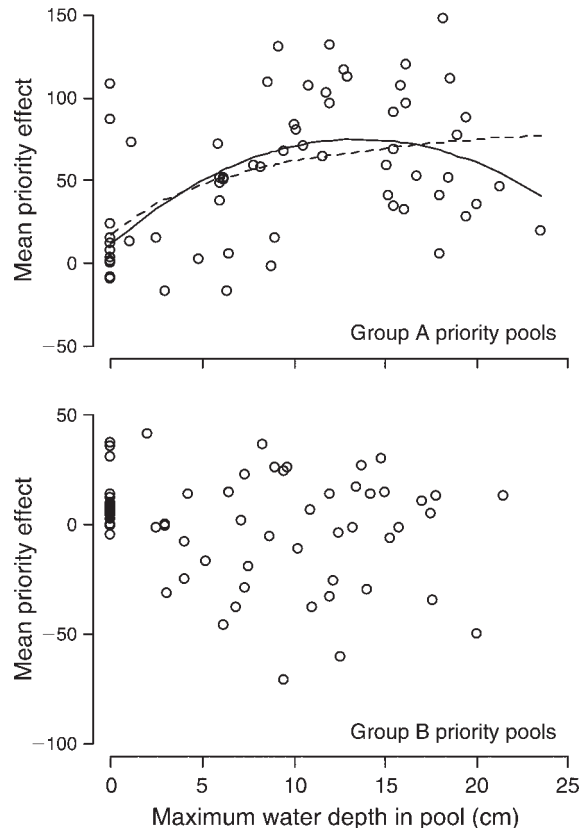 150
100
50
0
−50
Mean priority effect
Group A priority pools
50
0
−50
−100
Mean priority effect
Group B priority pools
0 5 10 15 20 25
Maximum water depth in pool (cm)